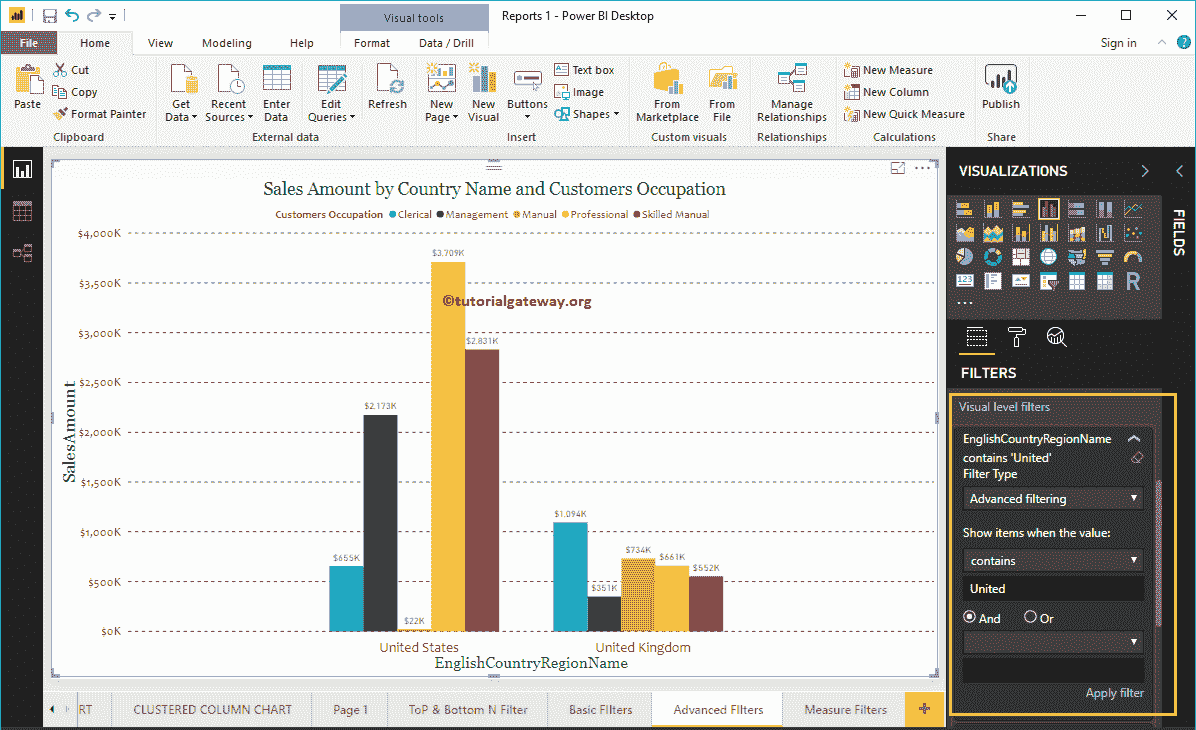 Visual tools
Reports 1 - Power BI Desktop
File Home View Modeling Help Format Data / Drill Sign in
Paste
Cut
Copy
Format Painter
Clipboard
Get Data
Recent Sources
Enter Data
Edit Queries
External data
Refresh
New Page
New Visual
Buttons
Text box
Image
Shapes
Insert
From Marketplace
From File
Custom visuals
Manage Relationships
Relationships
New Measure
New Column
New Quick Measure
Calculations
Publish
Share
Sales Amount by Country Name and Customers Occupation
Customers Occupation Clerical Management Manual Professional Skilled Manual
$4,000K
$3,500K
$3,000K
$2,500K
$2,000K
$1,500K
$1,000K
$500K
$0K
SalesAmount
$655K
$2,173K
$22K
$3,709K
$2,831K
$1,094K
$351K
$734K
$661K
$552K
©tutorialgateway.org
United States United Kingdom
EnglishCountryRegionName
VISUALIZATIONS
FIELDS
123
R
...
FILTERS
Visual level filters
EnglishCountryRegionName
contains 'United'
Filter Type
Advanced filtering
Show items when the value:
contains
United
And Or
Apply filter
RT CLUSTERED COLUMN CHART Page 1 ToP & Bottom N Filter Basic FIlters Advanced FIlters Measure Filters +